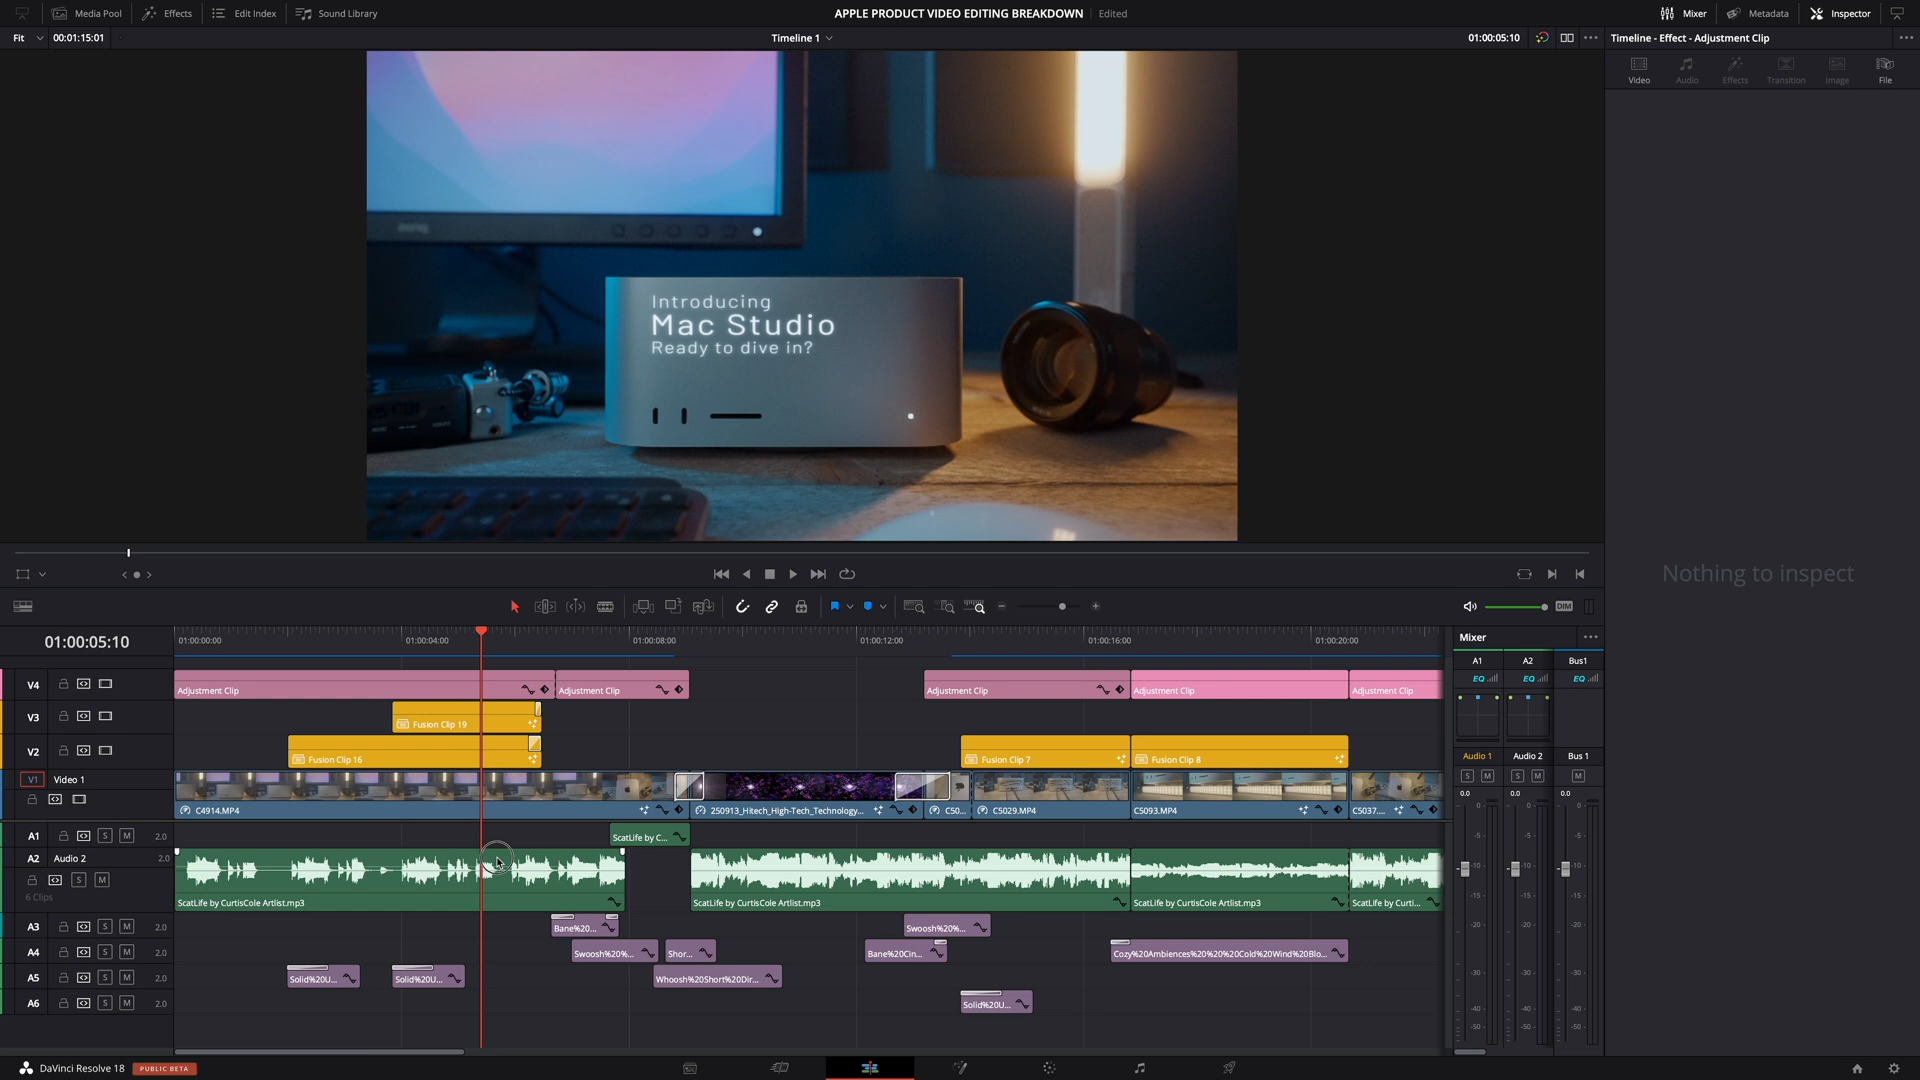 Media Pool
Effects
Edit Index
Sound Library
APPLE PRODUCT VIDEO EDITING BREAKDOWN
Edited
Mixer
Metadata
Inspector
Fit
00:01:15:01
Timeline 1
01:00:05:10
Timeline - Effect - Adjustment Clip
Video
Audio
Effects
Transition
Image
File
BenQ
Introducing
Mac Studio
Ready to dive in?
Nothing to inspect
DIM
01:00:05:10
01:00:00:00
01:00:04:00
01:00:08:00
01:00:12:00
01:00:16:00
01:00:20:00
Mixer
A1
A2
Bus1
EQ
EQ
EQ
V4
Adjustment Clip
Adjustment Clip
Adjustment Clip
Adjustment Clip
Adjustment Clip
V3
Fusion Clip 19
V2
Fusion Clip 16
Fusion Clip 7
Fusion Clip 8
Audio 1
Audio 2
Bus 1
V1
Video 1
S
M
S
M
M
C4914.MP4
250913_Hitech_High-Tech_Technology...
C50...
C5029.MP4
C5093.MP4
C5037....
0.0
0.0
0.0
A1
S
M
2.0
ScatLife by C...
A2
Audio 2
2.0
S
M
6 Clips
ScatLife by CurtisCole Artlist.mp3
ScatLife by CurtisCole Artlist.mp3
ScatLife by CurtisCole Artlist.mp3
ScatLife by Curti...
A3
S
M
2.0
Bane%20...
Swoosh%20%...
A4
S
M
2.0
Swoosh%20%...
Shor...
Bane%20Cin...
Cozy%20Ambiences%20%20%20Cold%20Wind%20Blo...
A5
S
M
2.0
Solid%20U...
Solid%20U...
Whoosh%20Short%20Dir...
A6
S
M
2.0
Solid%20U...
0
0
0
-5
-5
-5
-10
-10
-10
-15
-15
-15
-20
-20
-20
-30
-30
-30
-40
-40
-40
-50
-50
-50
DaVinci Resolve 18
PUBLIC BETA